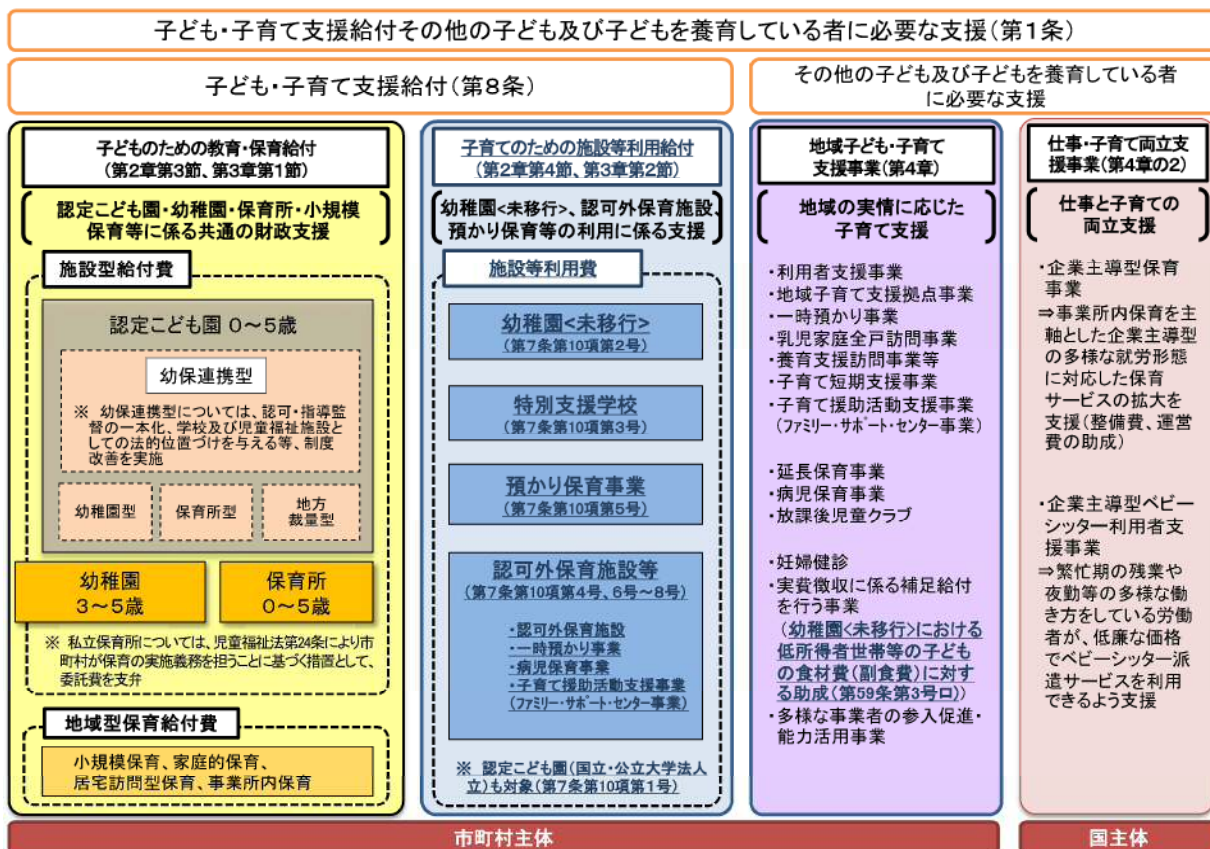 子ども・子育て支援給付その他の子ども及び子どもを養育している者に必要な支援(第1条)
子ども・子育て支援給付(第8条)
その他の子ども及び子どもを養育している者
に必要な支援
子どものための教育・保育給付
(第2章第3節、第3章第1節)
認定こども園・幼稚園・保育所・小規模
保育等に係る共通の財政支援
施設型給付費
認定こども園 0～5歳
幼保連携型
※ 幼保連携型については、認可・指導監
督の一本化、学校及び児童福祉施設と
しての法的位置づけを与える等、制度
改善を実施
幼稚園型
保育所型
地方
裁量型
幼稚園
3～5歳
保育所
0～5歳
※ 私立保育所については、児童福祉法第24条により市
町村が保育の実施義務を担うことに基づく措置として、
委託費を支弁
地域型保育給付費
小規模保育、家庭的保育、
居宅訪問型保育、事業所内保育
子育てのための施設等利用給付
(第2章第4節、第3章第2節)
幼稚園<未移行>、認可外保育施設、
預かり保育等の利用に係る支援
施設等利用費
幼稚園<未移行>
(第7条第10項第2号)
特別支援学校
(第7条第10項第3号)
預かり保育事業
(第7条第10項第5号)
認可外保育施設等
(第7条第10項第4号、6号～8号)
・認可外保育施設
・一時預かり事業
・病児保育事業
・子育て援助活動支援事業
(ファミリー・サポート・センター事業)
※ 認定こども園(国立・公立大学法人
立)も対象(第7条第10項第1号)
地域子ども・子育て
支援事業(第4章)
地域の実情に応じた
子育て支援
・利用者支援事業
・地域子育て支援拠点事業
・一時預かり事業
・乳児家庭全戸訪問事業
・養育支援訪問事業等
・子育て短期支援事業
・子育て援助活動支援事業
(ファミリー・サポート・センター事業)
・延長保育事業
・病児保育事業
・放課後児童クラブ
・妊婦健診
・実費徴収に係る補足給付
を行う事業
(幼稚園<未移行>における
低所得者世帯等の子ども
の食材費(副食費)に対す
る助成(第59条第3号ロ))
・多様な事業者の参入促進・
能力活用事業
仕事・子育て両立支
援事業(第4章の2)
仕事と子育ての
両立支援
・企業主導型保育
事業
⇒事業所内保育を主
軸とした企業主導型
の多様な就労形態
に対応した保育
サービスの拡大を
支援(整備費、運営
費の助成)
・企業主導型ベビー
シッター利用者支
援事業
⇒繁忙期の残業や
夜勤等の多様な働
き方をしている労働
者が、低廉な価格
でベビーシッター派
遣サービスを利用
できるよう支援
市町村主体
国主体